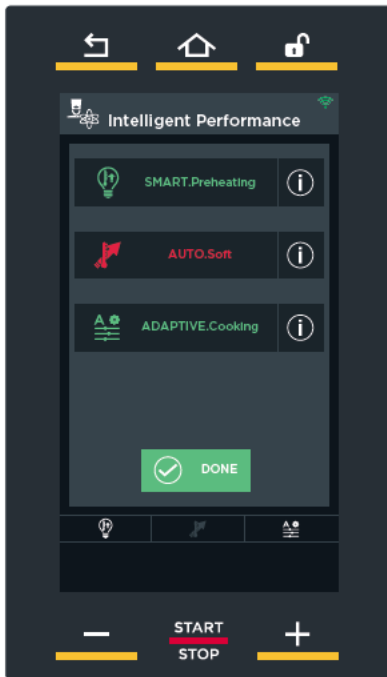 Intelligent Performance
SMART.Preheating
i
AUTO.Soft
i
A
ADAPTIVE.Cooking
i
DONE
A
START
STOP